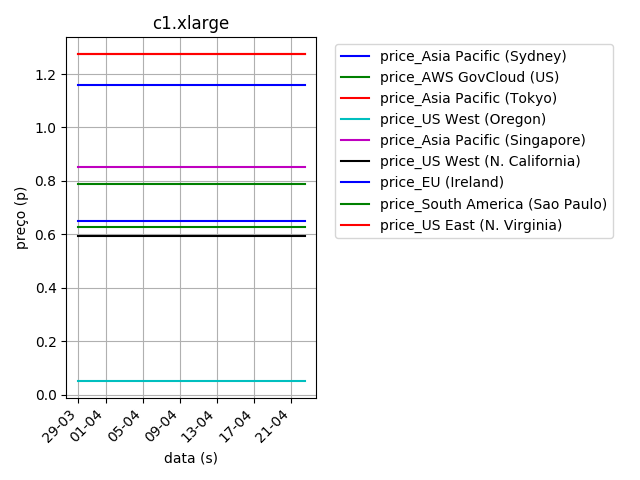 c1.xlarge
preço (p)
1.2
1.0
0.8
0.6
0.4
0.2
0.0
29-03
01-04
05-04
09-04
13-04
17-04
21-04
data (s)
price_Asia Pacific (Sydney)
price_AWS GovCloud (US)
price_Asia Pacific (Tokyo)
price_US West (Oregon)
price_Asia Pacific (Singapore)
price_US West (N. California)
price_EU (Ireland)
price_South America (Sao Paulo)
price_US East (N. Virginia)